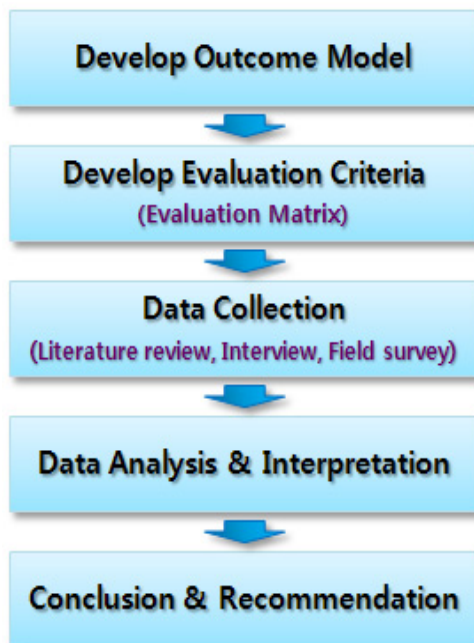 Develop Outcome Model
Develop Evaluation Criteria
(Evaluation Matrix)
Data Collection
(Literature review, Interview, Field survey)
Data Analysis & Interpretation
Conclusion & Recommendation